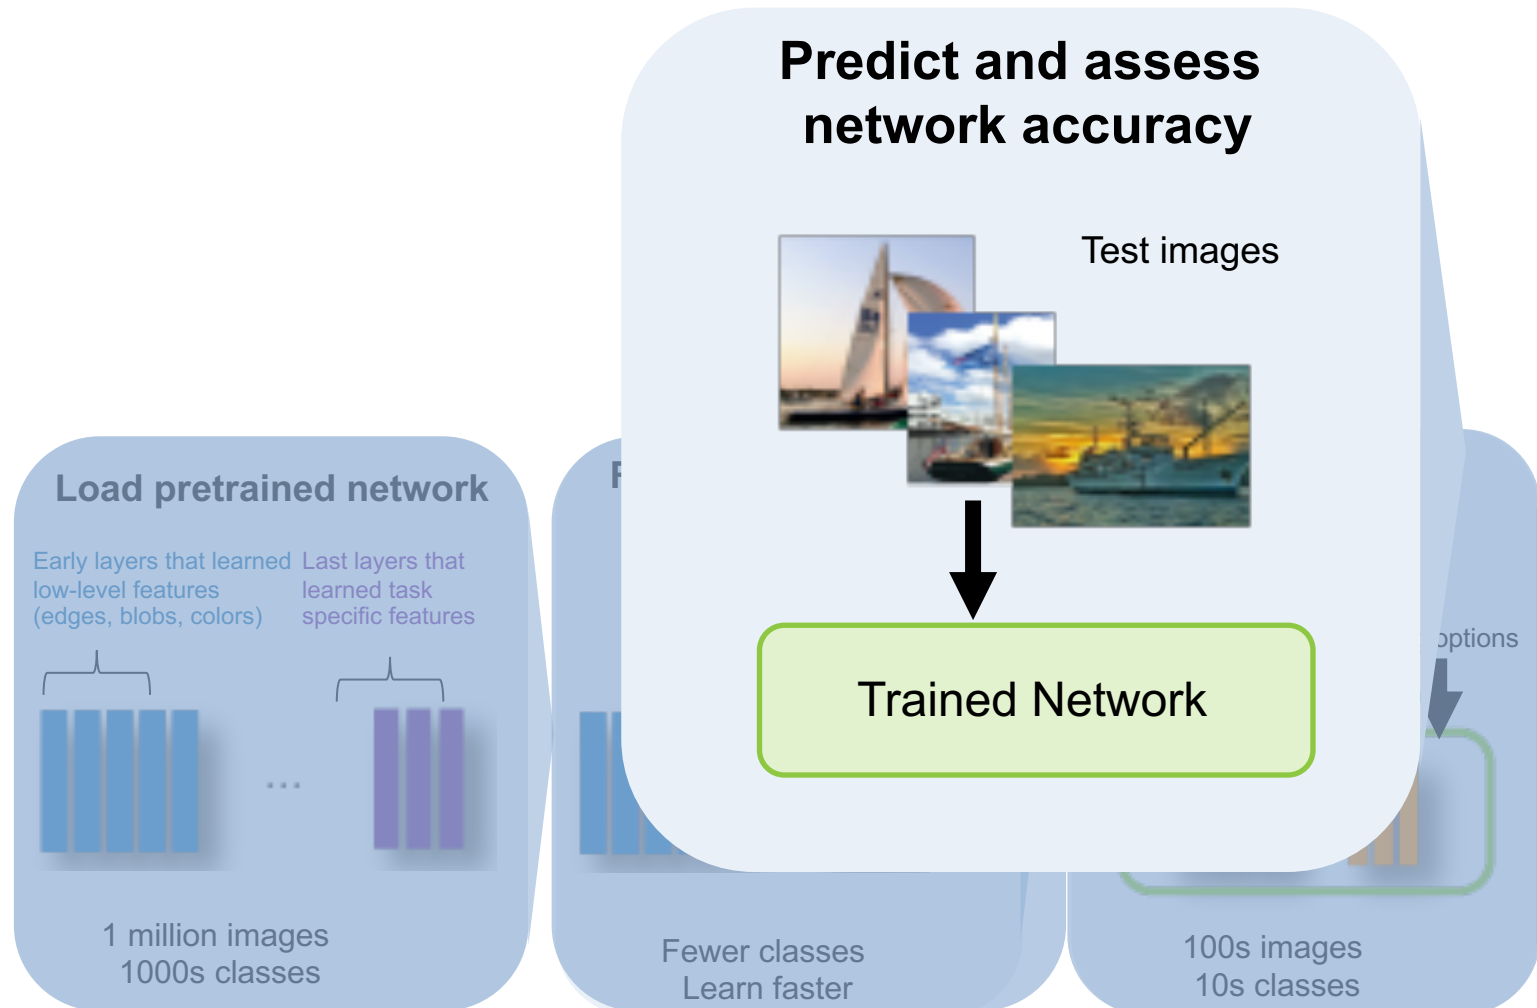 Predict and assess
network accuracy
Test images
Trained Network
Load pretrained network
Early layers that learned
low-level features
(edges, blobs, colors)
Last layers that
learned task
specific features
...
1 million images
1000s classes
Fewer classes
Learn faster
options
100s images
10s classes